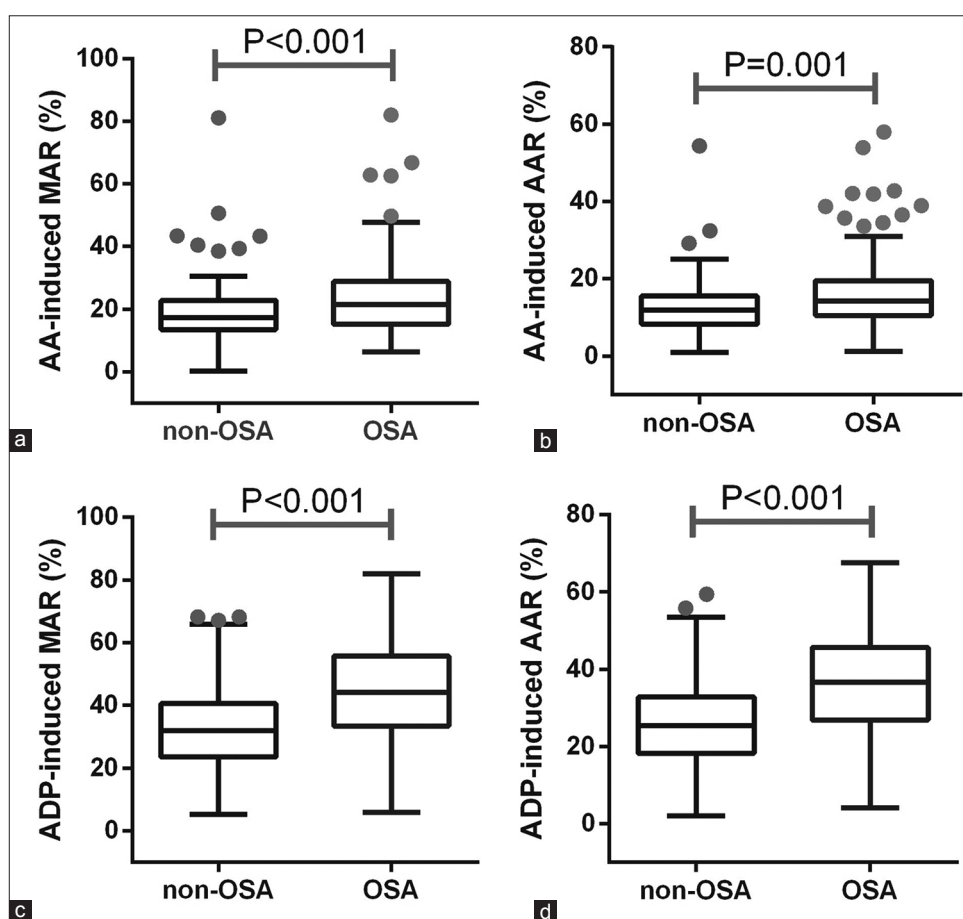 P<0.001
AA-induced MAR (%)
100
80
60
40
20
0
non-OSA OSA
a
P=0.001
AA-induced AAR (%)
80
60
40
20
0
non-OSA OSA
b
P<0.001
ADP-induced MAR (%)
100
80
60
40
20
0
non-OSA OSA
c
P<0.001
ADP-induced AAR (%)
80
60
40
20
0
non-OSA OSA
d